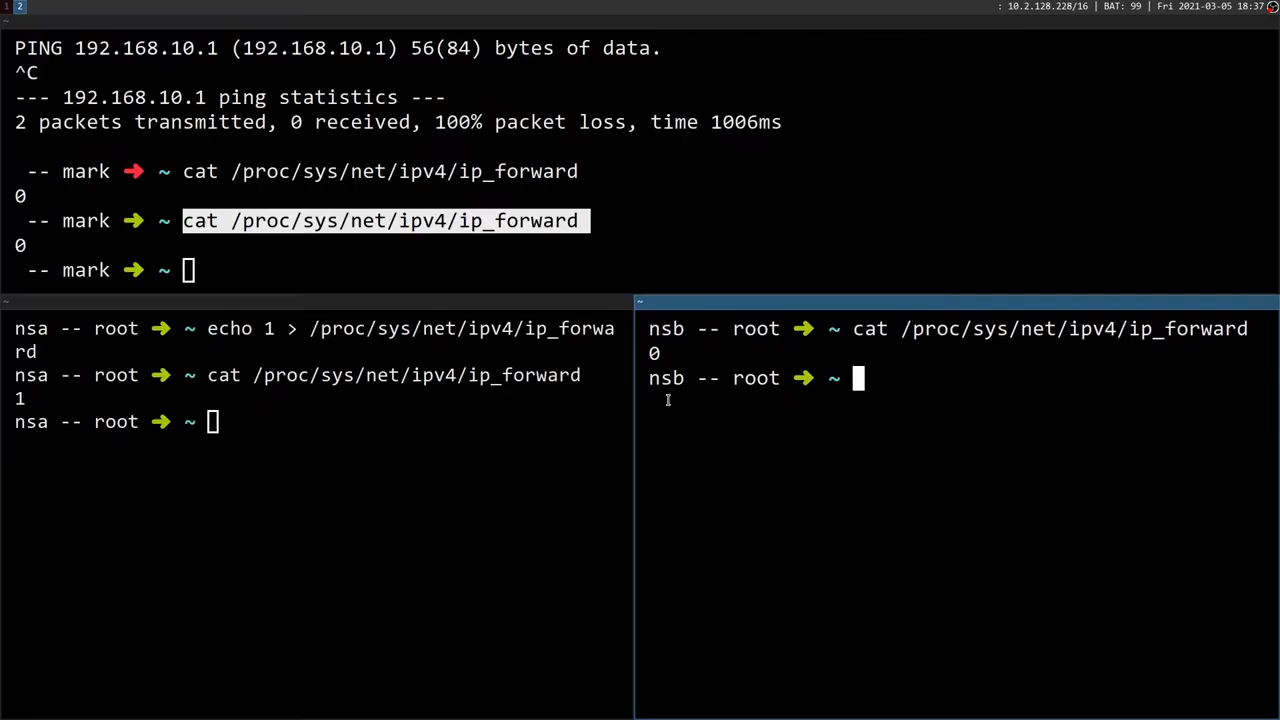 1 2 : 10.2.128.228/16 | BAT: 99 | Fri 2021-03-05 18:37
~
PING 192.168.10.1 (192.168.10.1) 56(84) bytes of data.
^C
--- 192.168.10.1 ping statistics ---
2 packets transmitted, 0 received, 100% packet loss, time 1006ms
-- mark ➜ ~ cat /proc/sys/net/ipv4/ip_forward
0
-- mark ➜ ~ cat /proc/sys/net/ipv4/ip_forward
0
-- mark ➜ ~
~
nsa -- root ➜ ~ echo 1 > /proc/sys/net/ipv4/ip_forwa
rd
nsa -- root ➜ ~ cat /proc/sys/net/ipv4/ip_forward
1
nsa -- root ➜ ~
~
nsb -- root ➜ ~ cat /proc/sys/net/ipv4/ip_forward
0
nsb -- root ➜ ~